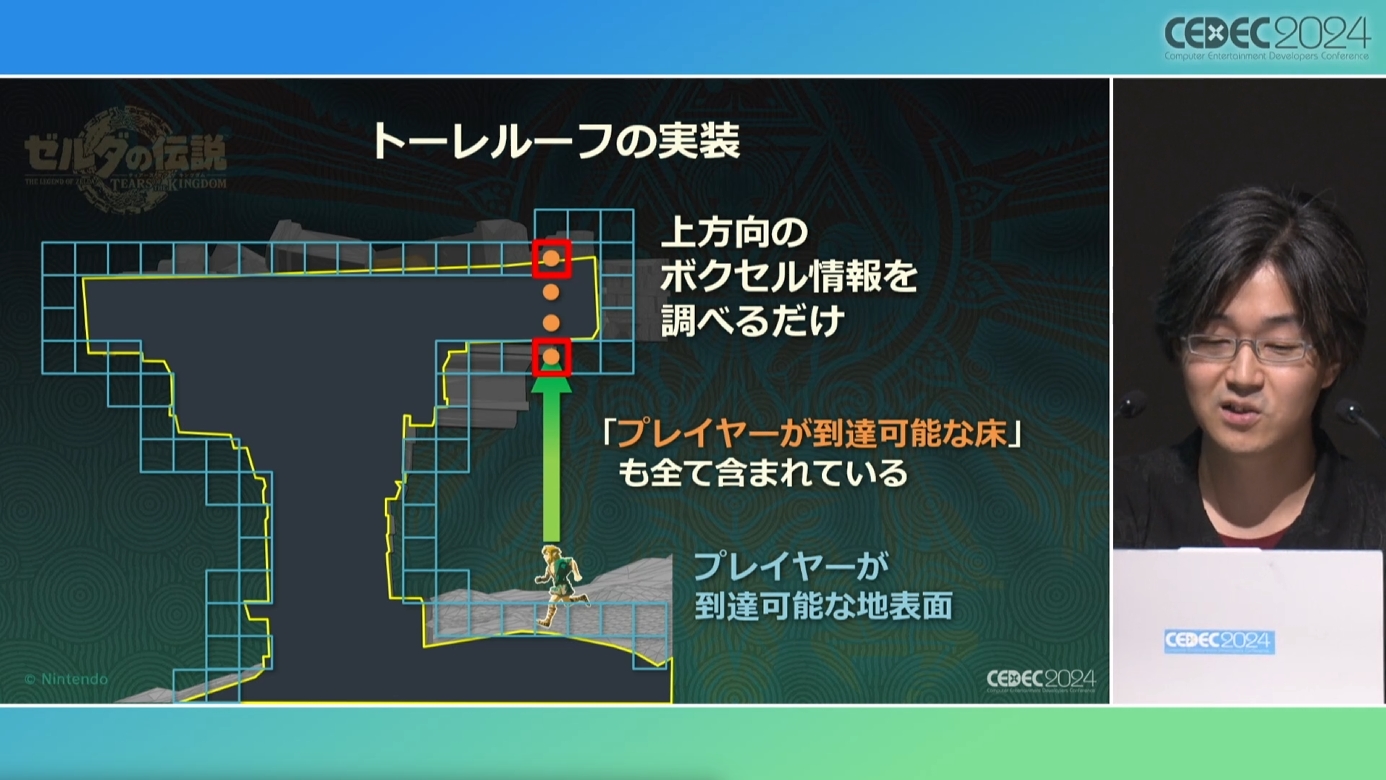 CEDEC2024
Computer Entertainment Developers Conference
ゼルダの伝説
THE LEGEND OF ZELDA
TEARS OF THE KINGDOM
トーレルーフの実装
上方向の
ボクセル情報を
調べるだけ
「プレイヤーが到達可能な床」
も全て含まれている
プレイヤーが
到達可能な地表面
© Nintendo
CEDEC2024
Computer Entertainment Developers Conference
CEDEC2024